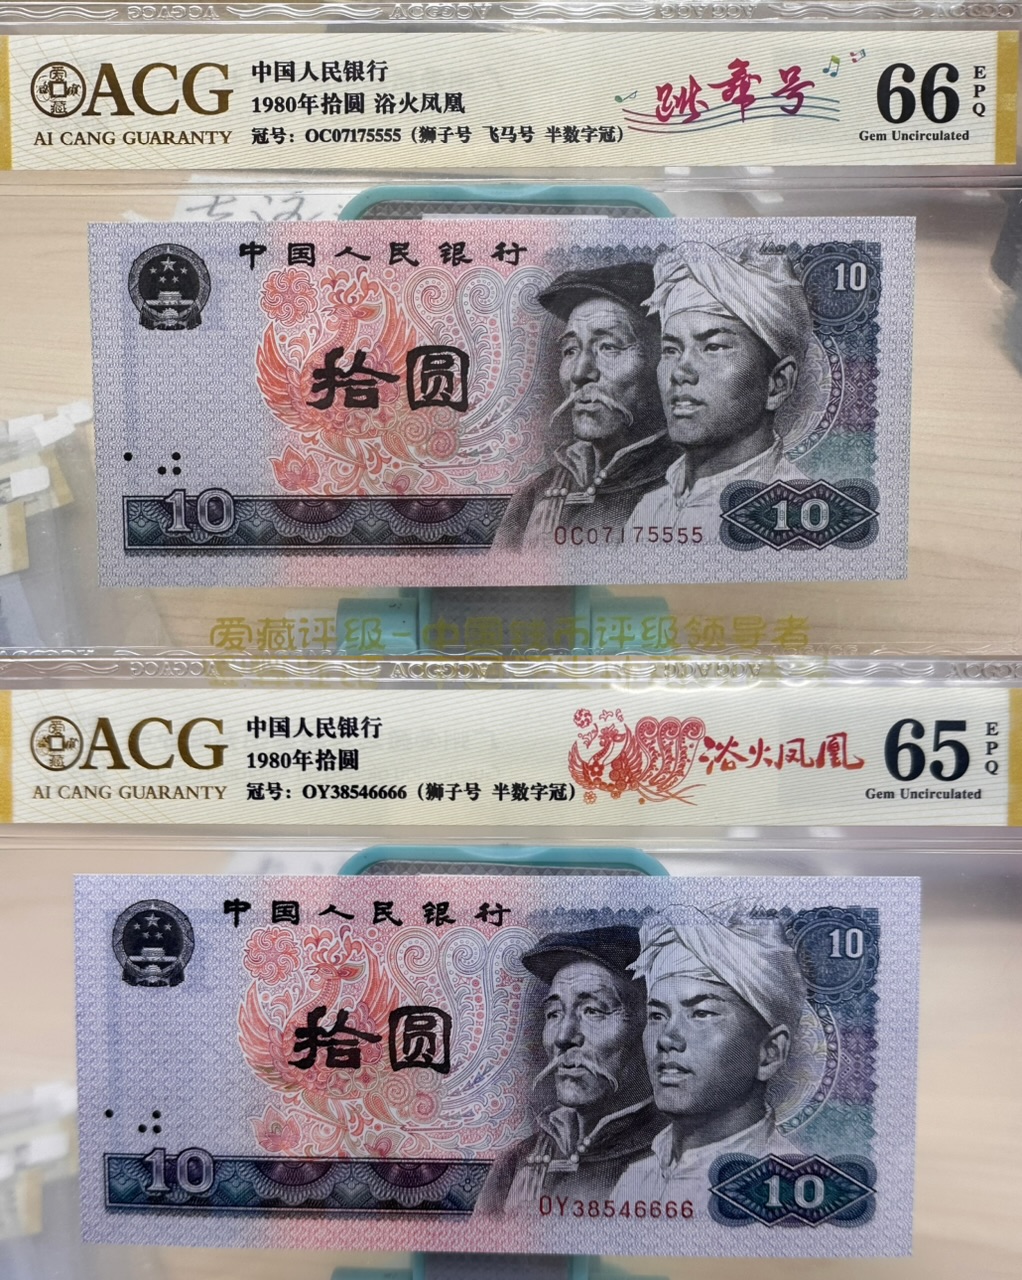 ACG
AI CANG GUARANTY
中国人民银行
1980年拾圆 浴火凤凰
冠号：OC07175555（狮子号 飞马号 半数字冠）
跳舞号
66
EPQ
Gem Uncirculated
中国人民银行
10
拾圆
10
OC07175555
10
爱藏评级-中国钱币评级领导者
ACG
AI CANG GUARANTY
中国人民银行
1980年拾圆
冠号：OY38546666（狮子号 半数字冠）
浴火凤凰
65
EPQ
Gem Uncirculated
中国人民银行
10
拾圆
10
OY38546666
10